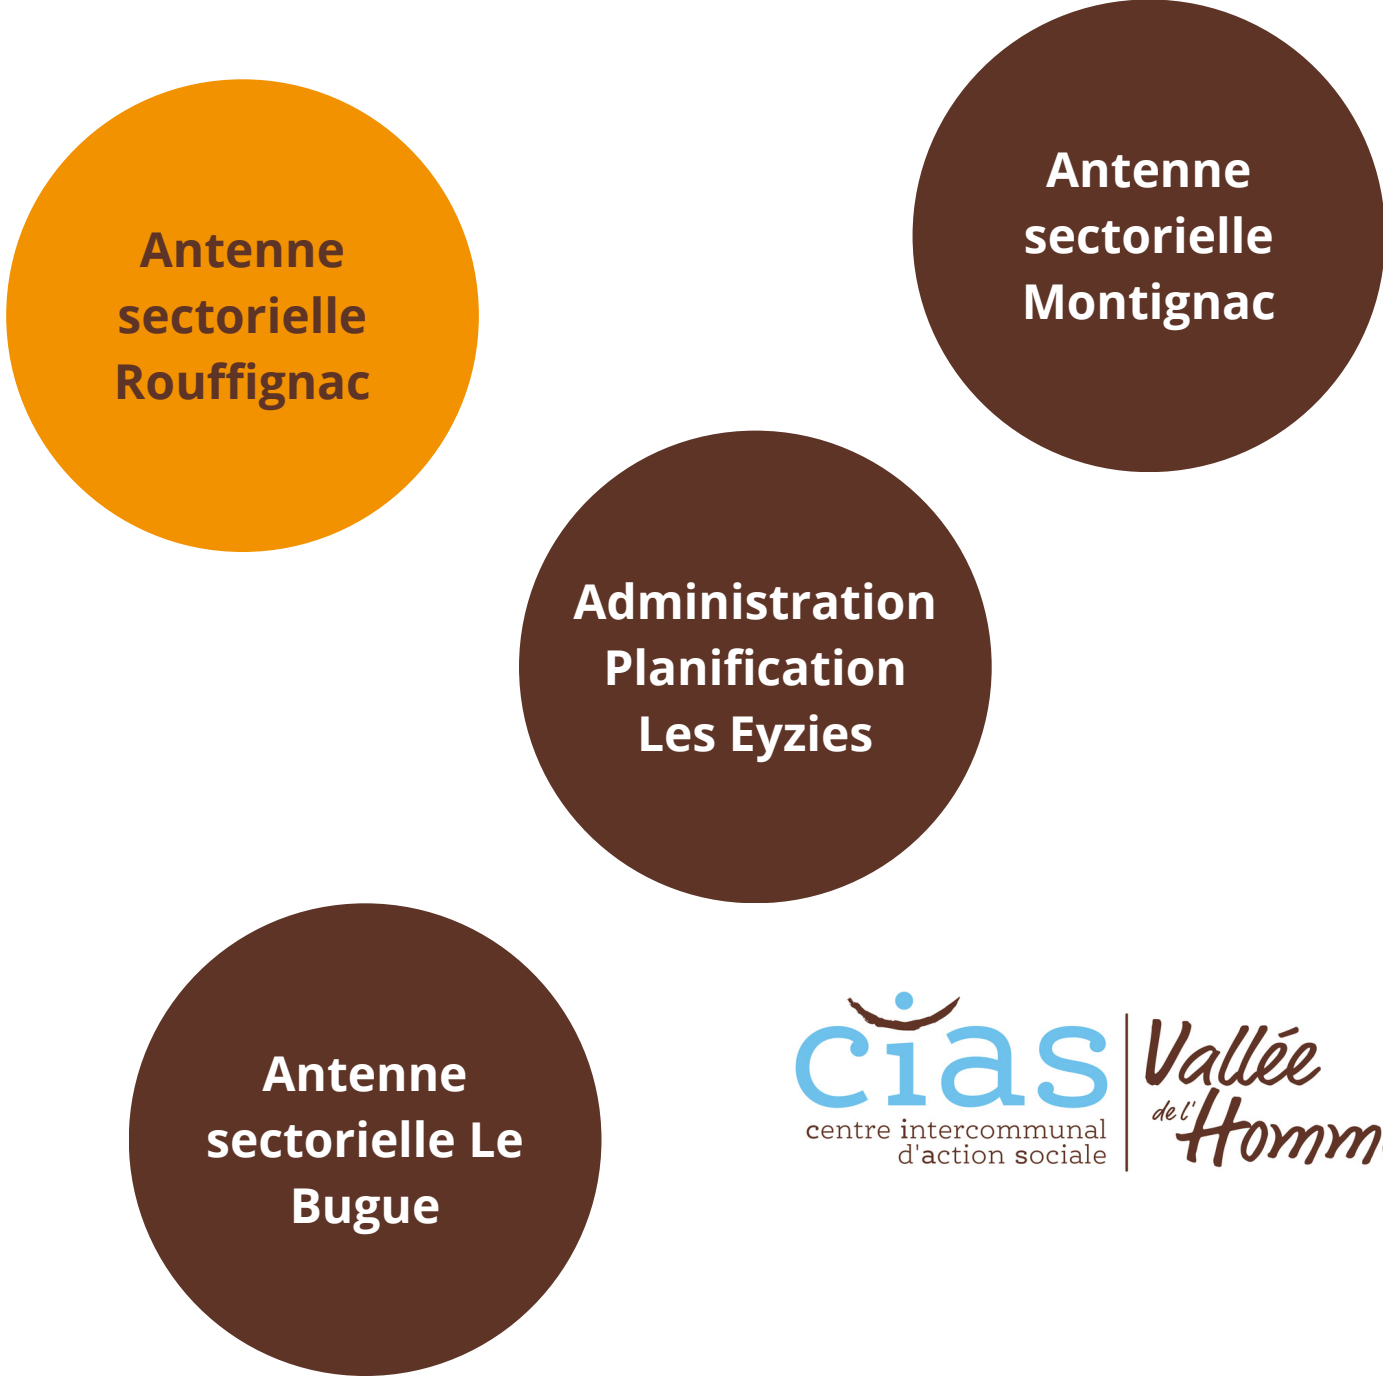 Antenne
sectorielle
Rouffignac
Antenne
sectorielle
Montignac
Administration
Planification
Les Eyzies
Antenne
sectorielle Le
Bugue
cias
centre intercommunal
d'action sociale
Vallée
de l'Homm